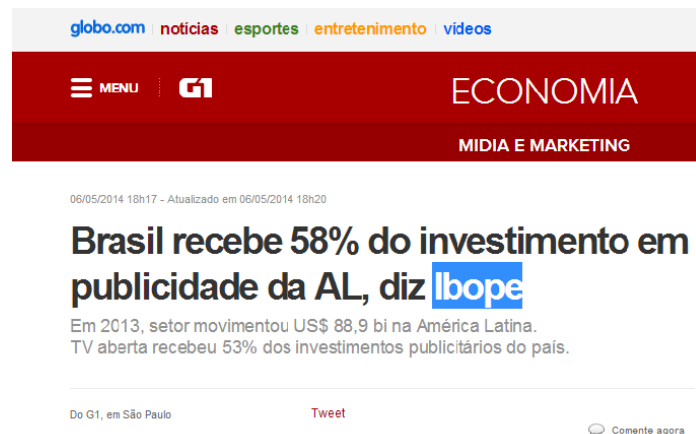 globo.com notícias esportes entretenimento vídeos
MENU G1 ECONOMIA
MIDIA E MARKETING
06/05/2014 18h17 - Atualizado em 06/05/2014 18h20
Brasil recebe 58% do investimento em
publicidade da AL, diz Ibope
Em 2013, setor movimentou US$ 88,9 bi na América Latina.
TV aberta recebeu 53% dos investimentos publicitários do país.
Do G1, em São Paulo Tweet
Comente agora